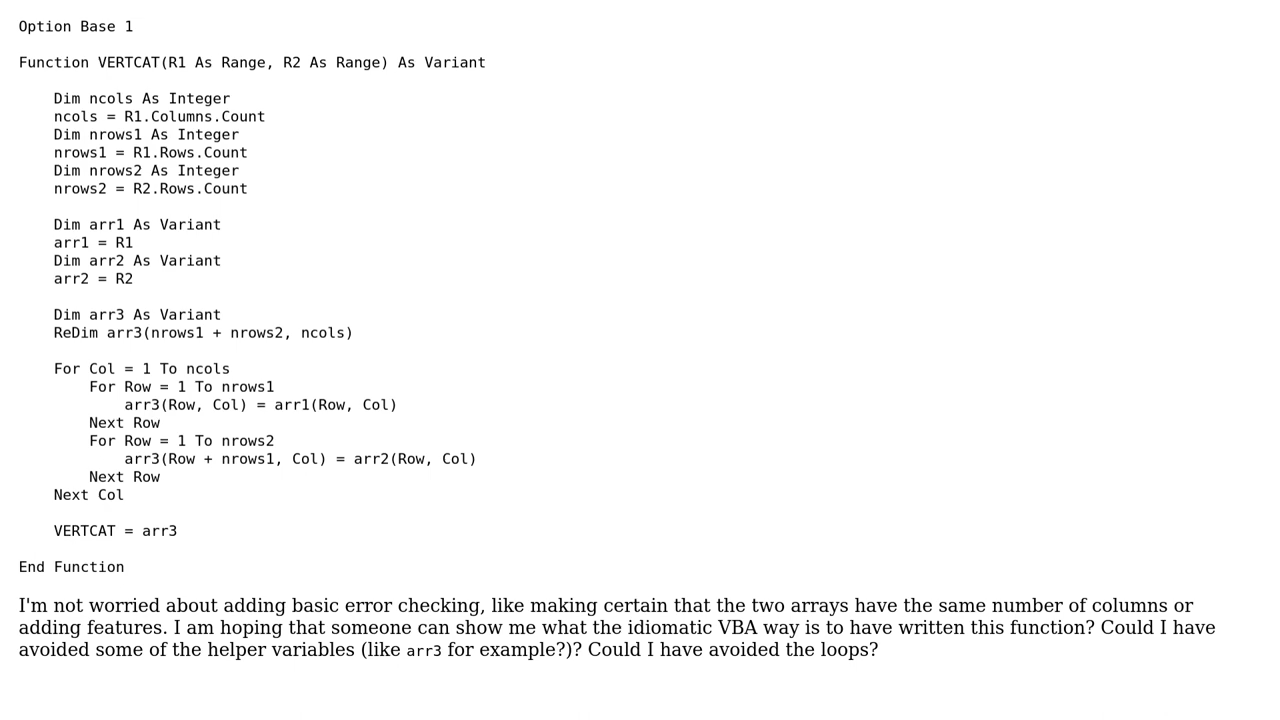 Option Base 1
Function VERTCAT(R1 As Range, R2 As Range) As Variant
Dim ncols As Integer
ncols = R1.Columns.Count
Dim nrows1 As Integer
nrows1 = R1.Rows.Count
Dim nrows2 As Integer
nrows2 = R2.Rows.Count
Dim arr1 As Variant
arr1 = R1
Dim arr2 As Variant
arr2 = R2
Dim arr3 As Variant
ReDim arr3(nrows1 + nrows2, ncols)
For Col = 1 To ncols
For Row = 1 To nrows1
arr3(Row, Col) = arr1(Row, Col)
Next Row
For Row = 1 To nrows2
arr3(Row + nrows1, Col) = arr2(Row, Col)
Next Row
Next Col
VERTCAT = arr3
End Function
I'm not worried about adding basic error checking, like making certain that the two arrays have the same number of columns or
adding features. I am hoping that someone can show me what the idiomatic VBA way is to have written this function? Could I have
avoided some of the helper variables (like arr3 for example?)? Could I have avoided the loops?